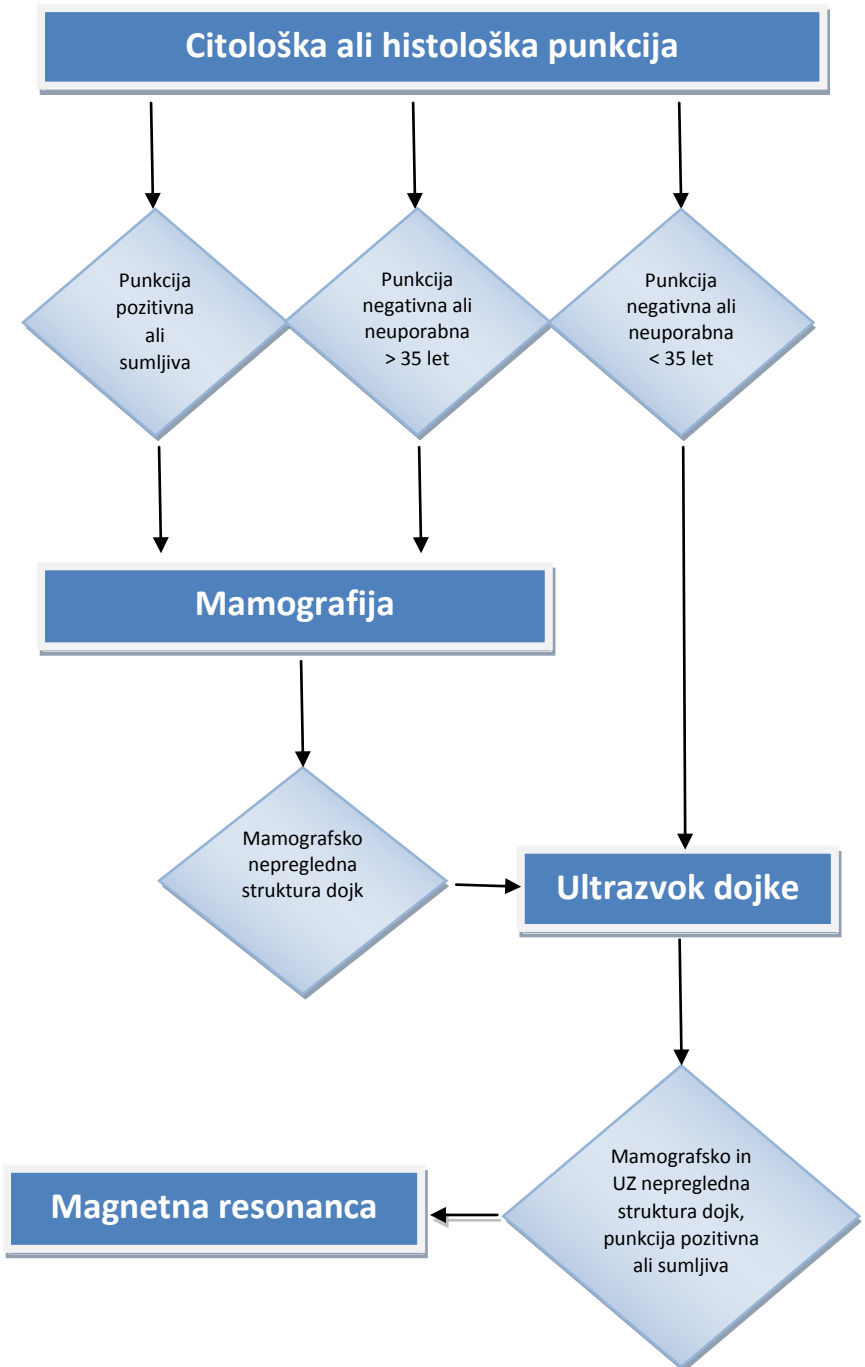 Citološka ali histološka punkcija
Punkcija
pozitivna
ali
sumljiva
Punkcija
negativna ali
neuporabna
> 35 let
Punkcija
negativna ali
neuporabna
< 35 let
Mamografija
Mamografsko
nepregledna
struktura dojk
Ultrazvok dojke
Mamografsko in
UZ nepregledna
struktura dojk,
punkcija pozitivna
ali sumljiva
Magnetna resonanca